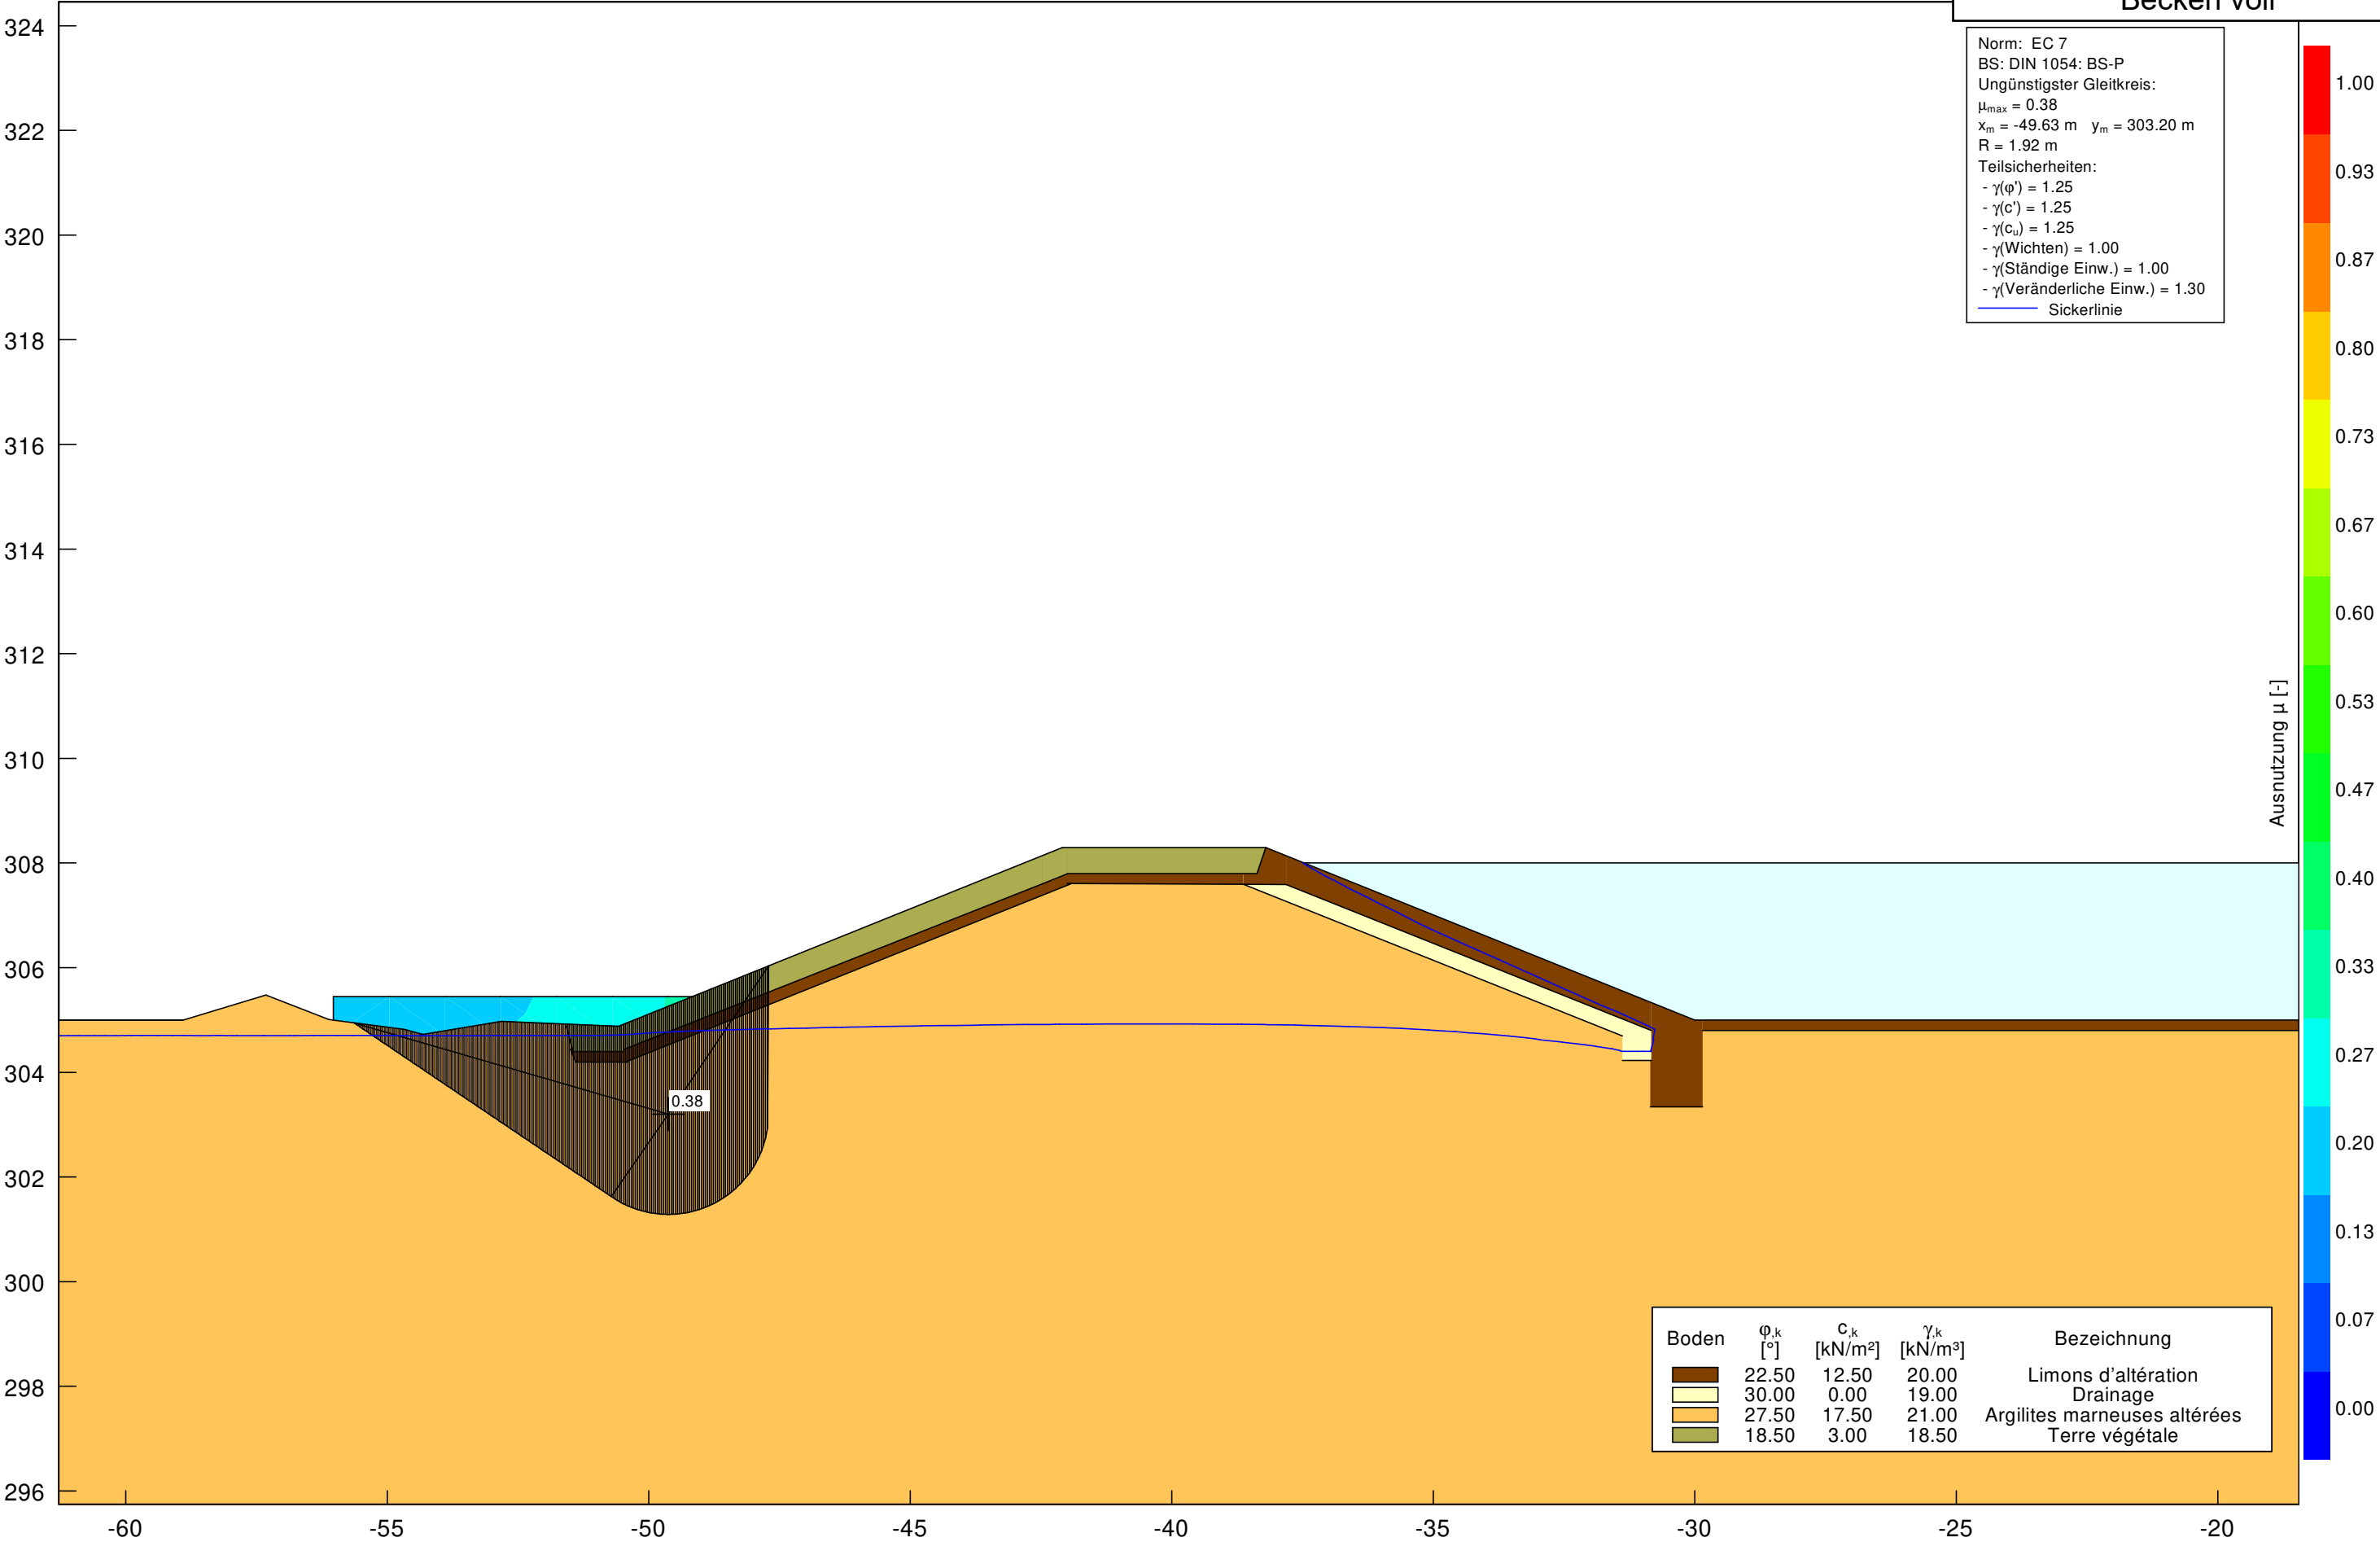 Becken voll
Norm: EC 7
BS: DIN 1054: BS-P
Ungünstigster Gleitkreis:
μmax = 0.38
xm = -49.63 m ym = 303.20 m
R = 1.92 m
Teilsicherheiten:
- γ(φ') = 1.25
- γ(c') = 1.25
- γ(cu) = 1.25
- γ(Wichten) = 1.00
- γ(Ständige Einw.) = 1.00
- γ(Veränderliche Einw.) = 1.30
Sickerlinie
324
322
320
318
316
314
312
310
308
306
304
302
300
298
296
-60 -55 -50 -45 -40 -35 -30 -25 -20
0.38
Ausnutzung μ [-]
1.00
0.93
0.87
0.80
0.73
0.67
0.60
0.53
0.47
0.40
0.33
0.27
0.20
0.13
0.07
0.00
Boden φ,k [°] c,k [kN/m²] γ,k [kN/m³] Bezeichnung
22.50 12.50 20.00 Limons d'altération
30.00 0.00 19.00 Drainage
27.50 17.50 21.00 Argilites marneuses altérées
18.50 3.00 18.50 Terre végétale